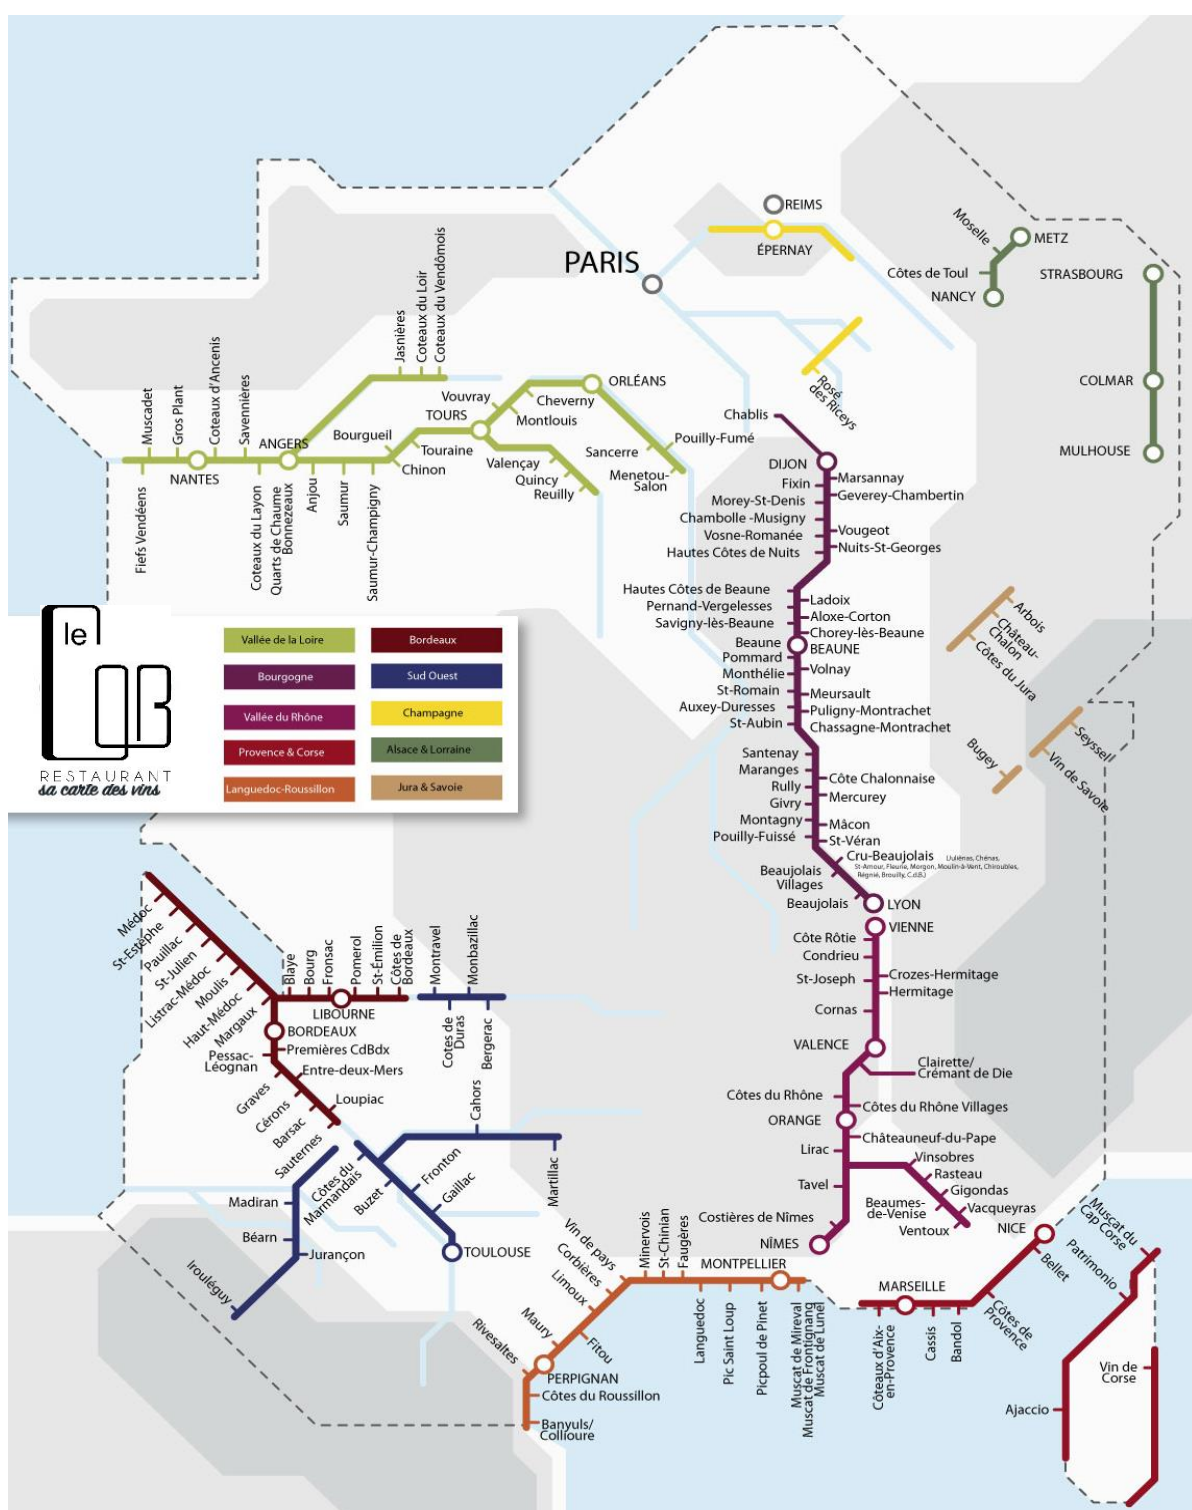 REIMS
ÉPERNAY
PARIS
Moselle
METZ
Côtes de Toul
NANCY
STRASBOURG
COLMAR
MULHOUSE
Rosé
des Riceys
Jasnières
Coteaux du Loir
Coteaux du Vendômois
Muscadet
Gros Plant
Coteaux d'Ancenis
Savennières
NANTES
ANGERS
Bourgueil
TOURS
Vouvray
ORLÉANS
Cheverny
Montlouis
Touraine
Chinon
Valençay
Quincy
Reuilly
Sancerre
Menetou-
Salon
Pouilly-Fumé
Fiefs Vendéens
Coteaux du Layon
Quarts de Chaume
Bonnezeaux
Anjou
Saumur
Saumur-Champigny
Chablis
DIJON
Marsannay
Fixin
Geverey-Chambertin
Morey-St-Denis
Chambolle -Musigny
Vougeot
Vosne-Romanée
Nuits-St-Georges
Hautes Côtes de Nuits
Hautes Côtes de Beaune
Ladoix
Pernand-Vergelesses
Aloxe-Corton
Savigny-lès-Beaune
Chorey-lès-Beaune
Beaune
BEAUNE
Pommard
Volnay
Monthélie
St-Romain
Meursault
Auxey-Duresses
Puligny-Montrachet
St-Aubin
Chassagne-Montrachet
Santenay
Maranges
Côte Chalonnaise
Rully
Mercurey
Givry
Montagny
Mâcon
Pouilly-Fuissé
St-Véran
Cru-Beaujolais
(Juliénas, Chénas,
St-Amour, Fleurie, Morgon, Moulin-à-Vent, Chiroubles,
Régnié, Brouilly, C.d.B.)
Beaujolais
Villages
Beaujolais
LYON
Arbois
Château-
Chalon
Côtes du Jura
Seyssell
Vin de Savoie
Bugey
le
LOOB
RESTAURANT
sa carte des vins
Vallée de la Loire
Bordeaux
Bourgogne
Sud Ouest
Vallée du Rhône
Champagne
Provence & Corse
Alsace & Lorraine
Languedoc-Roussillon
Jura & Savoie
Médoc
St-Estèphe
Pauillac
St-Julien
Listrac-Médoc
Moulis
Haut-Médoc
Margaux
Blaye
Bourg
Fronsac
Pomerol
St-Émilion
Côtes de
Bordeaux
LIBOURNE
BORDEAUX
Premières CdBdx
Pessac-
Léognan
Entre-deux-Mers
Graves
Cérons
Loupiac
Barsac
Sauternes
Montravel
Monbazillac
Cotes de
Duras
Bergerac
Cahors
Martillac
Côtes du
Marmandais
Buzet
Fronton
Gaillac
TOULOUSE
Madiran
Béarn
Jurançon
Irouléguy
VIENNE
Côte Rôtie
Condrieu
St-Joseph
Crozes-Hermitage
Hermitage
Cornas
VALENCE
Clairette/
Crémant de Die
Côtes du Rhône
Côtes du Rhône Villages
ORANGE
Châteauneuf-du-Pape
Lirac
Vinsobres
Rasteau
Gigondas
Vacqueyras
Beaumes-
de-Venise
Ventoux
Tavel
Costières de Nîmes
NÎMES
Vin de pays
Corbières
Limoux
Maury
Fitou
Rivesaltes
PERPIGNAN
Côtes du Roussillon
Banyuls/
Collioure
Minervois
St-Chinian
Faugères
MONTPELLIER
Languedoc
Pic Saint Loup
Picpoul de Pinet
Muscat de Mireval
Muscat de Frontignang
Muscat de Lunel
MARSEILLE
NICE
Bellet
Côtes de
Provence
Côteaux d'Aix-
en-Provence
Cassis
Bandol
Muscat du
Cap Corse
Patrimonio
Vin de
Corse
Ajaccio